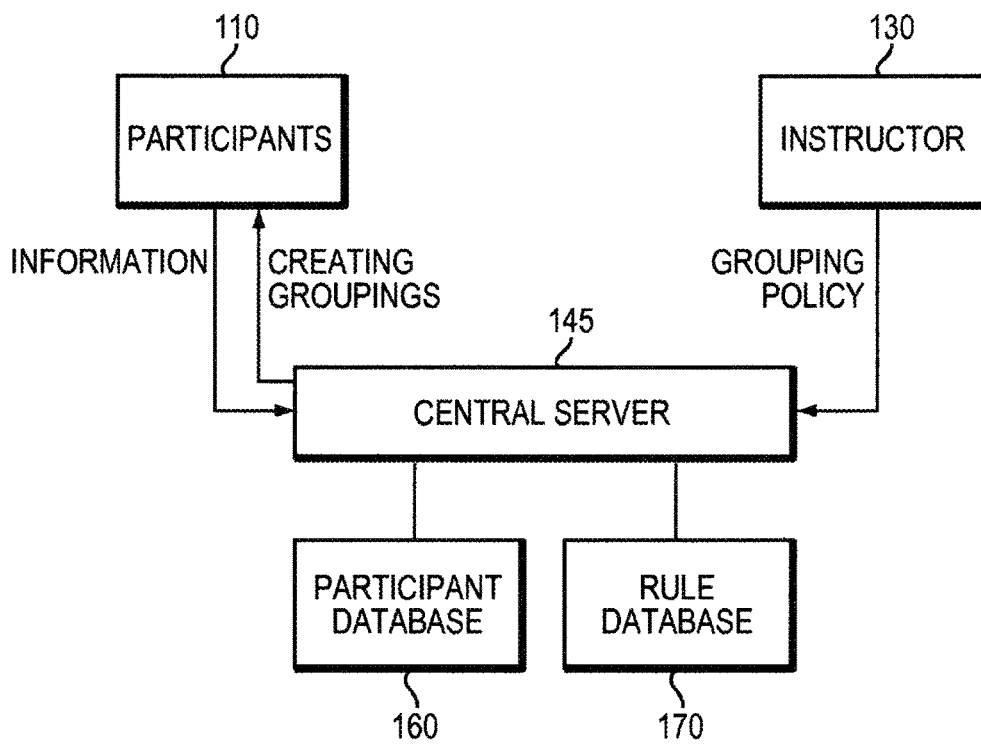 110
130
PARTICIPANTS
INSTRUCTOR
INFORMATION
CREATING
GROUPINGS
GROUPING
POLICY
145
CENTRAL SERVER
PARTICIPANT
DATABASE
RULE
DATABASE
160
170